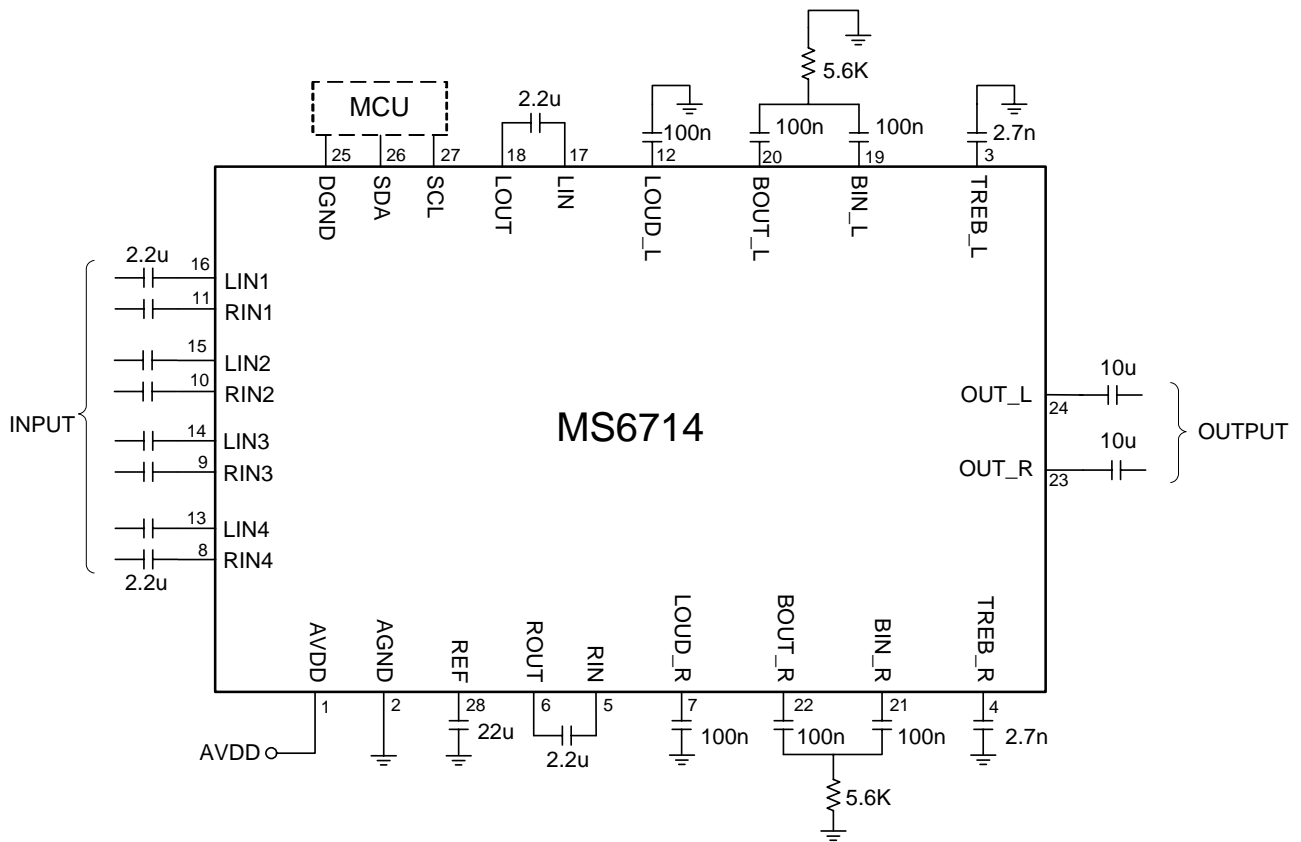 5.6K
MCU
2.2u
100n
100n
100n
2.7n
25
26
27
18
17
12
20
19
3
DGND
SDA
SCL
LOUT
LIN
LOUD_L
BOUT_L
BIN_L
TREB_L
INPUT
2.2u
16
LIN1
11
RIN1
15
LIN2
10
RIN2
14
LIN3
9
RIN3
13
LIN4
8
RIN4
2.2u
MS6714
OUT_L
24
10u
OUT_R
23
10u
OUTPUT
AVDD
AGND
REF
ROUT
RIN
LOUD_R
BOUT_R
BIN_R
TREB_R
1
2
28
6
5
7
22
21
4
AVDD
22u
2.2u
100n
100n
100n
2.7n
5.6K